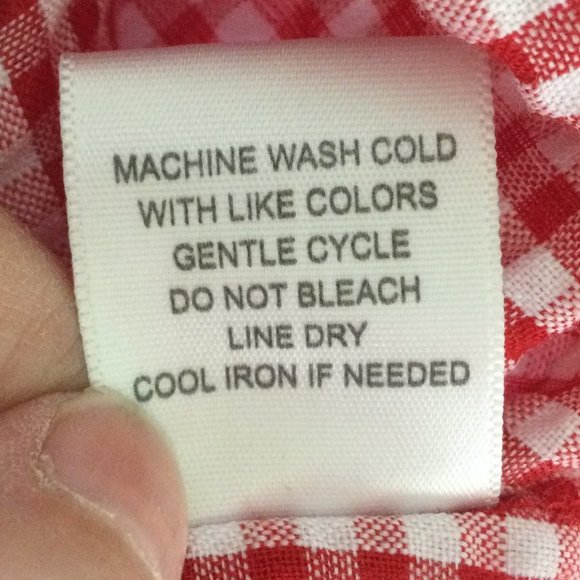 MACHINE WASH COLD
WITH LIKE COLORS
GENTLE CYCLE
DO NOT BLEACH
LINE DRY
COOL IRON IF NEEDED